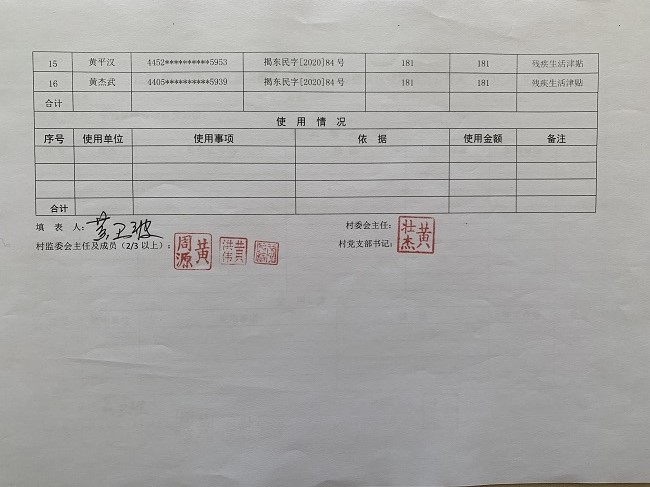 15 黄平汉 4452**********5953 揭东民字[2020]84号 181 181 残疾生活津贴
16 黄杰武 4405**********5939 揭东民字[2020]84号 181 181 残疾生活津贴
合计
使 用 情 况
序号 使用单位 使用事项 依 据 使用金额 备注
合计
填 表 人：黄卫波 村委会主任：
村监委会主任及成员（2/3 以上）： 黄周源 黄洪伟 村党支部书记： 黄壮杰